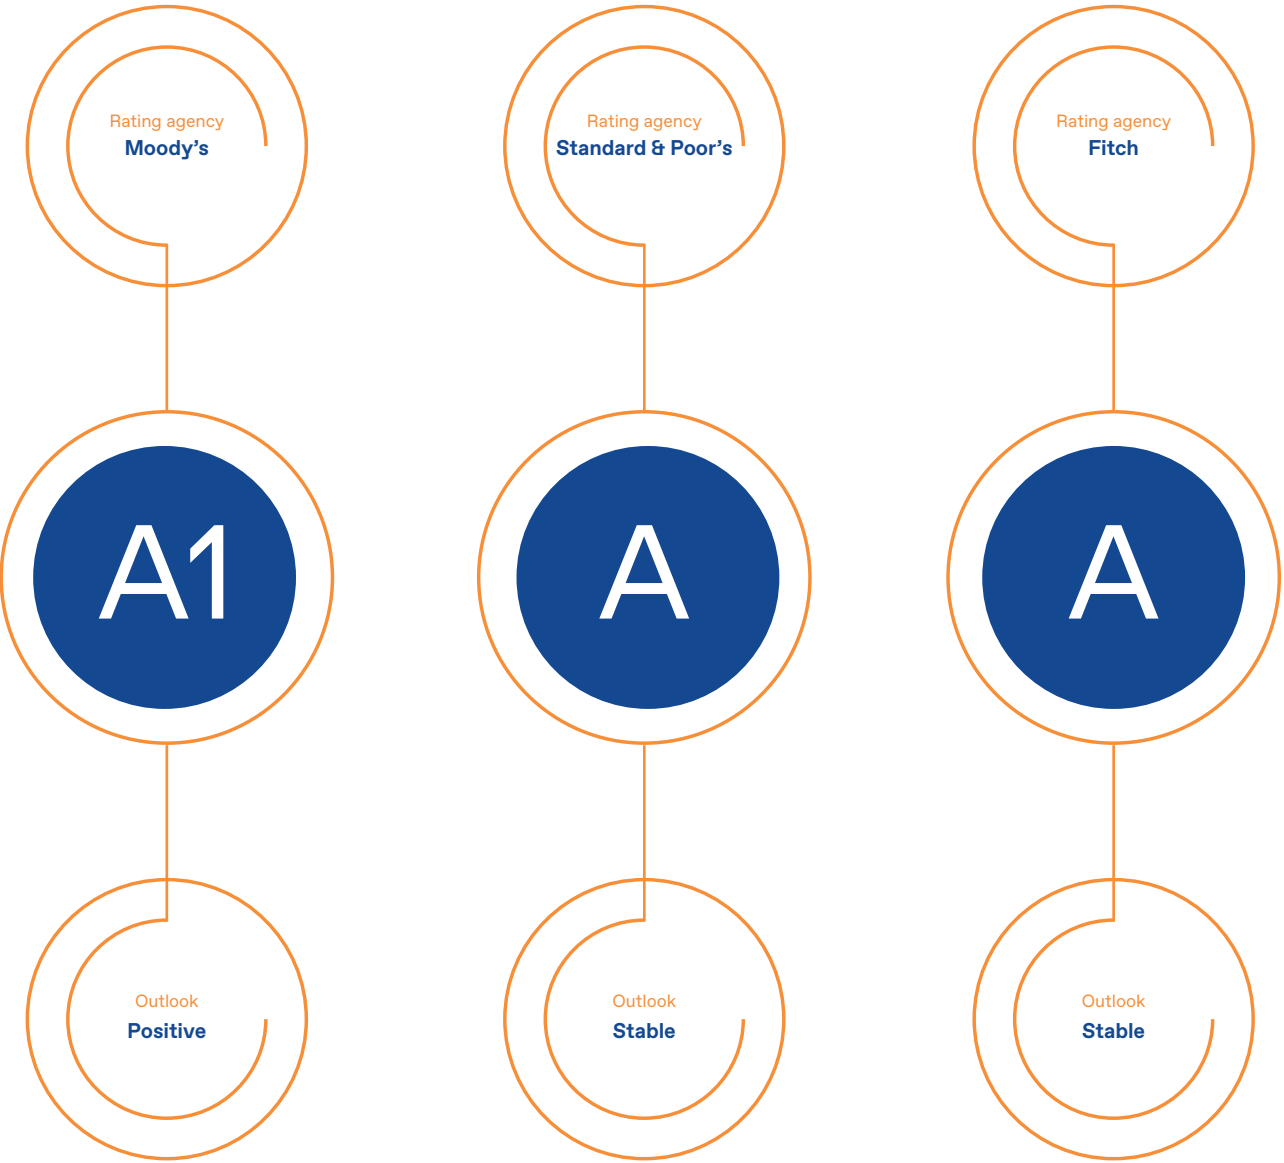 Rating agency
Moody's
A1
Outlook
Positive
Rating agency
Standard & Poor's
A
Outlook
Stable
Rating agency
Fitch
A
Outlook
Stable